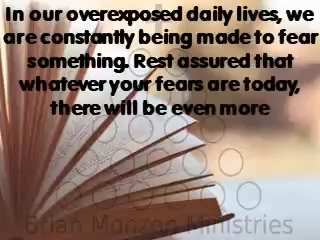 In our overexposed daily lives, we
are constantly being made to fear
something. Rest assured that
whatever your fears are today,
there will be even more
Brian Monzon Ministries